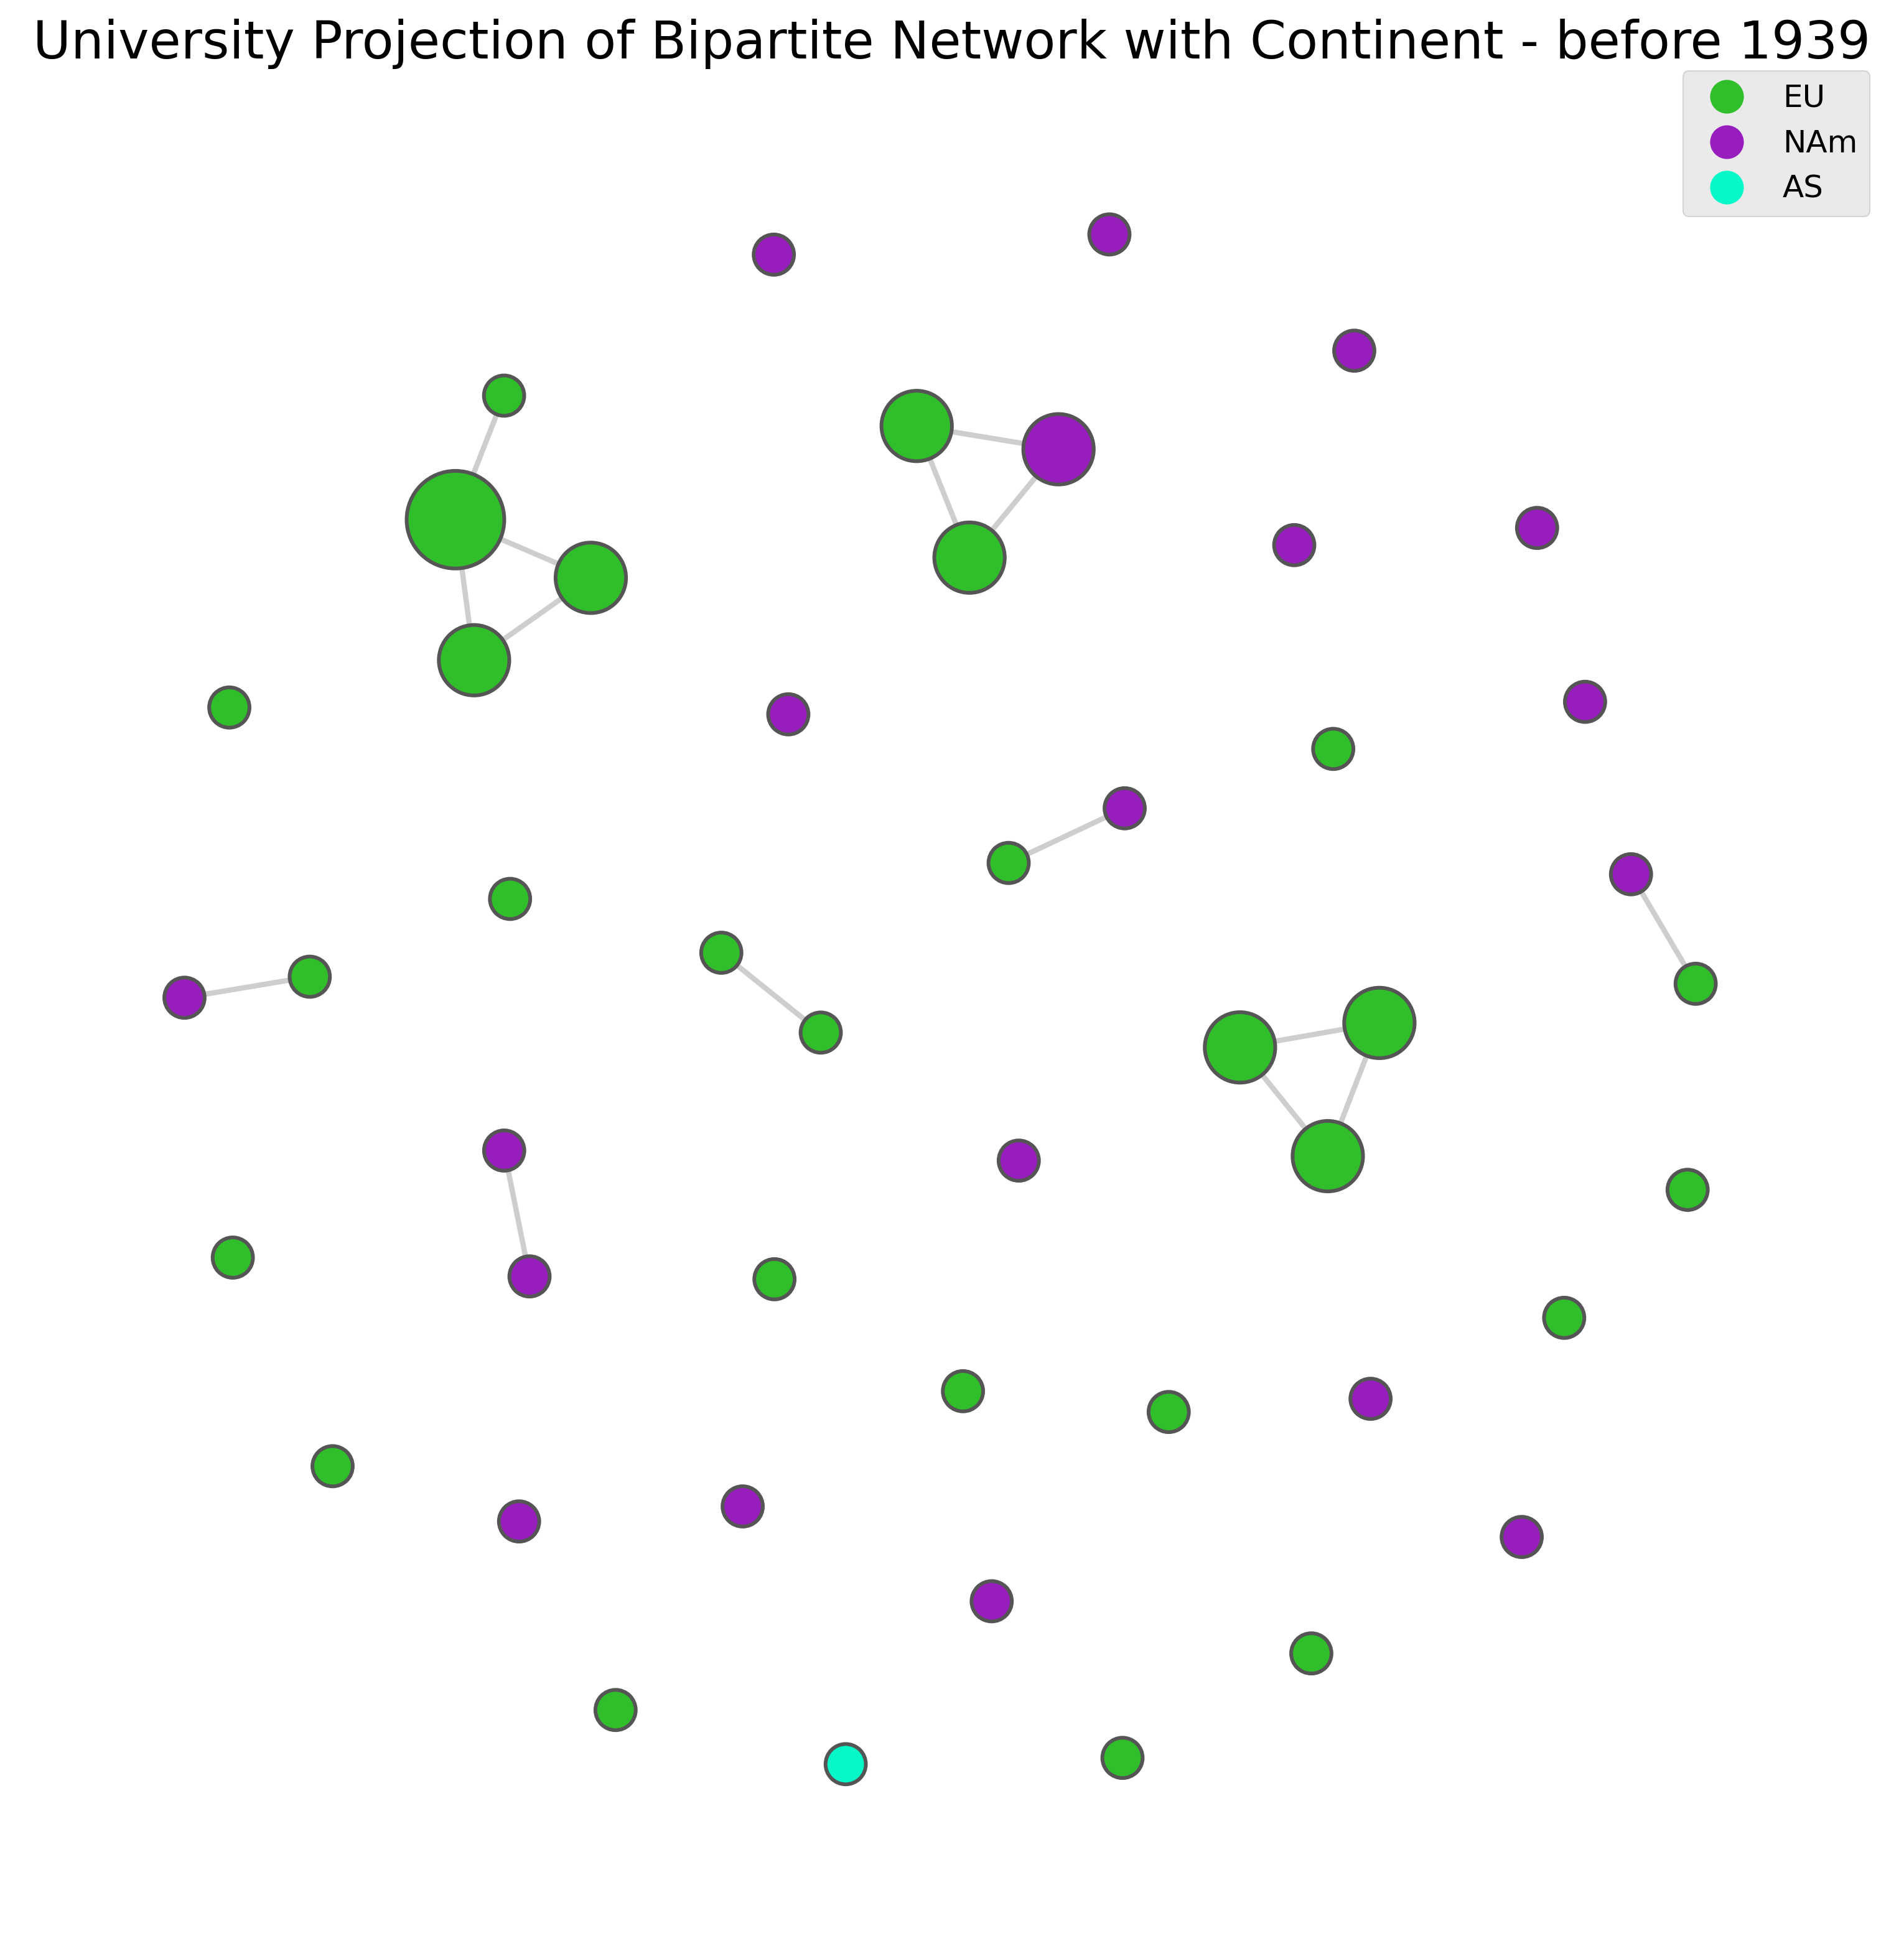 University Projection of Bipartite Network with Continent - before 1939
EU
NAm
AS